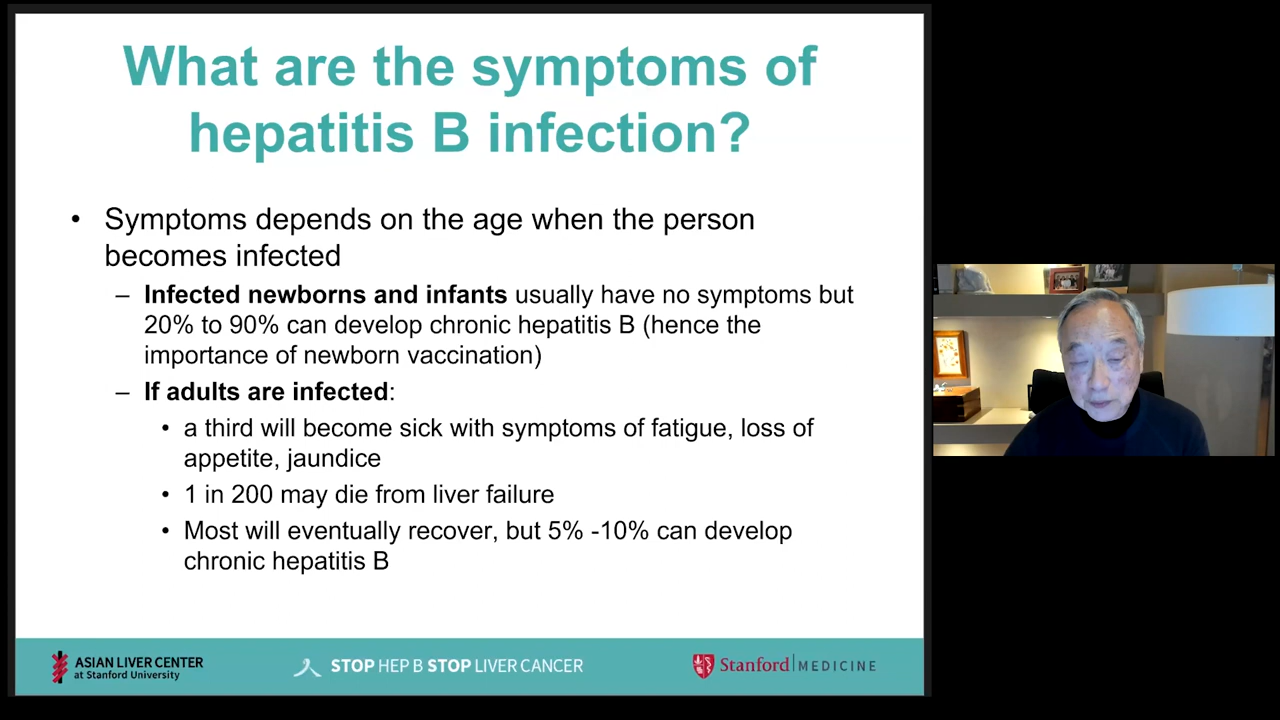 What are the symptoms of
hepatitis B infection?
• Symptoms depends on the age when the person
becomes infected
– Infected newborns and infants usually have no symptoms but
20% to 90% can develop chronic hepatitis B (hence the
importance of newborn vaccination)
– If adults are infected:
• a third will become sick with symptoms of fatigue, loss of
appetite, jaundice
• 1 in 200 may die from liver failure
• Most will eventually recover, but 5% -10% can develop
chronic hepatitis B
ASIAN LIVER CENTER
at Stanford University
STOP HEP B STOP LIVER CANCER
Stanford MEDICINE